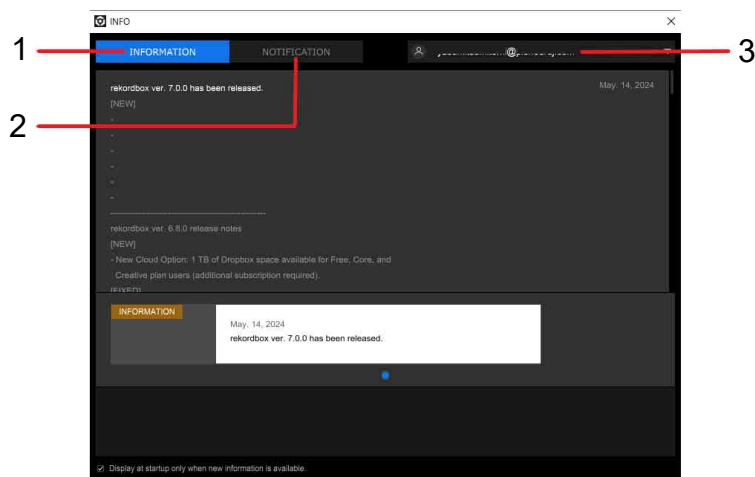 INFO
1
INFORMATION
NOTIFICATION
3
rekordbox ver. 7.0.0 has been released.
May. 14, 2024
[NEW]
2
-
-
-
-
-
-
rekordbox ver. 6.8.0 release notes
[NEW]
- New Cloud Option: 1 TB of Dropbox space available for Free, Core, and
Creative plan users (additional subscription required).
[FIXED]
INFORMATION
May. 14, 2024
rekordbox ver. 7.0.0 has been released.
Display at startup only when new information is available.